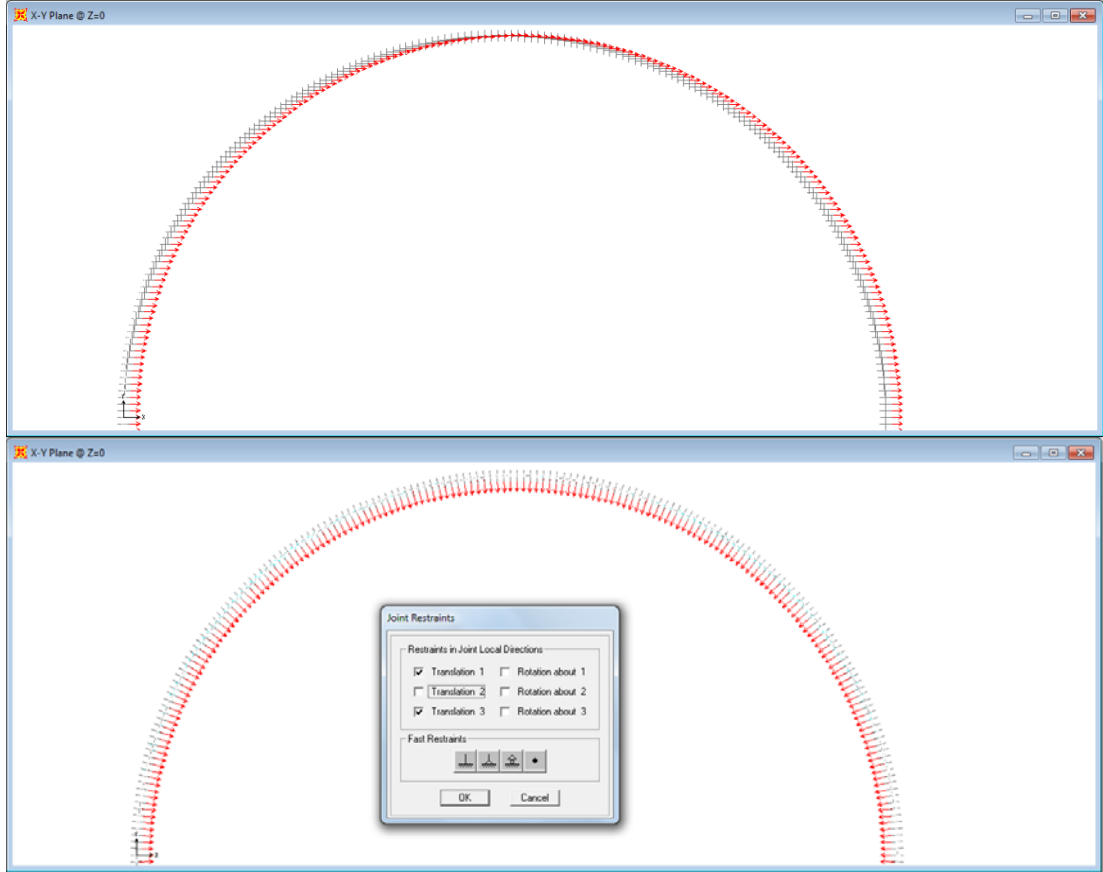 X-Y Plane @ Z=0
X
X-Y Plane @ Z=0
Joint Restraints
Restraints in Joint Local Directions
Translation 1 Rotation about 1
Translation 2 Rotation about 2
Translation 3 Rotation about 3
Fast Restraints
OK Cancel